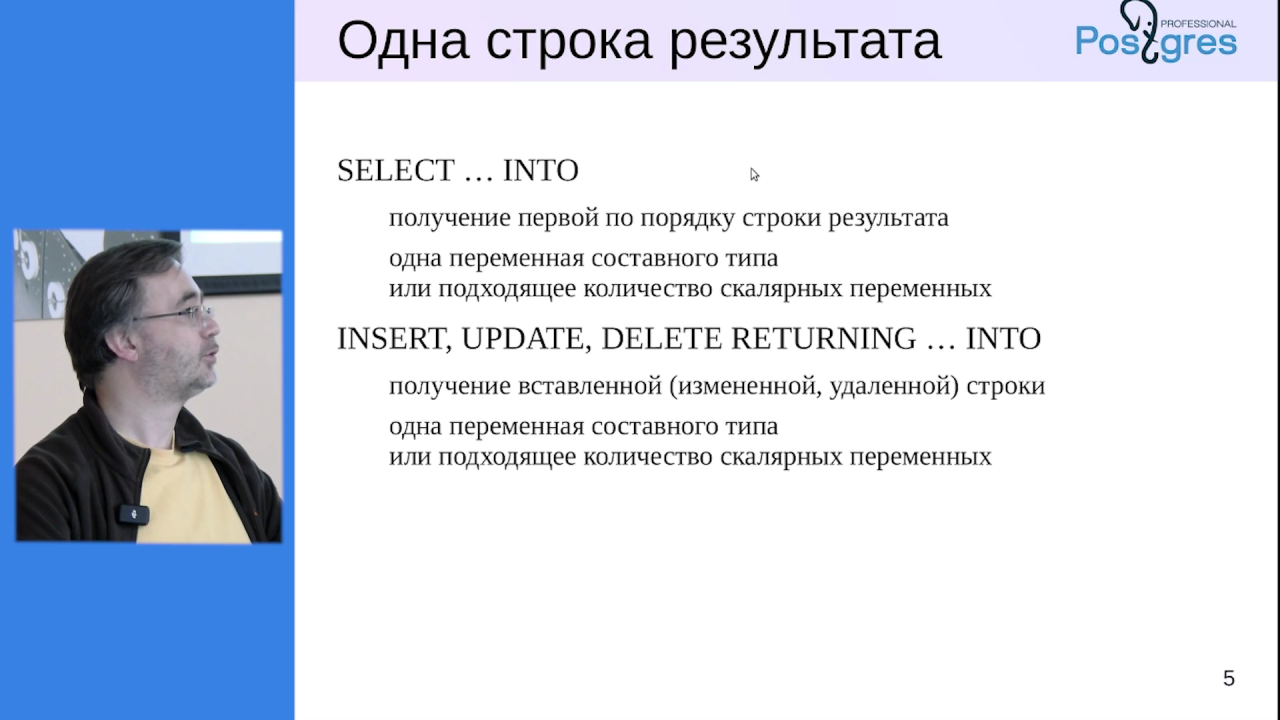 Одна строка результата
PROFESSIONAL
Postgres
SELECT … INTO
получение первой по порядку строки результата
одна переменная составного типа
или подходящее количество скалярных переменных
INSERT, UPDATE, DELETE RETURNING … INTO
получение вставленной (измененной, удаленной) строки
одна переменная составного типа
или подходящее количество скалярных переменных
5